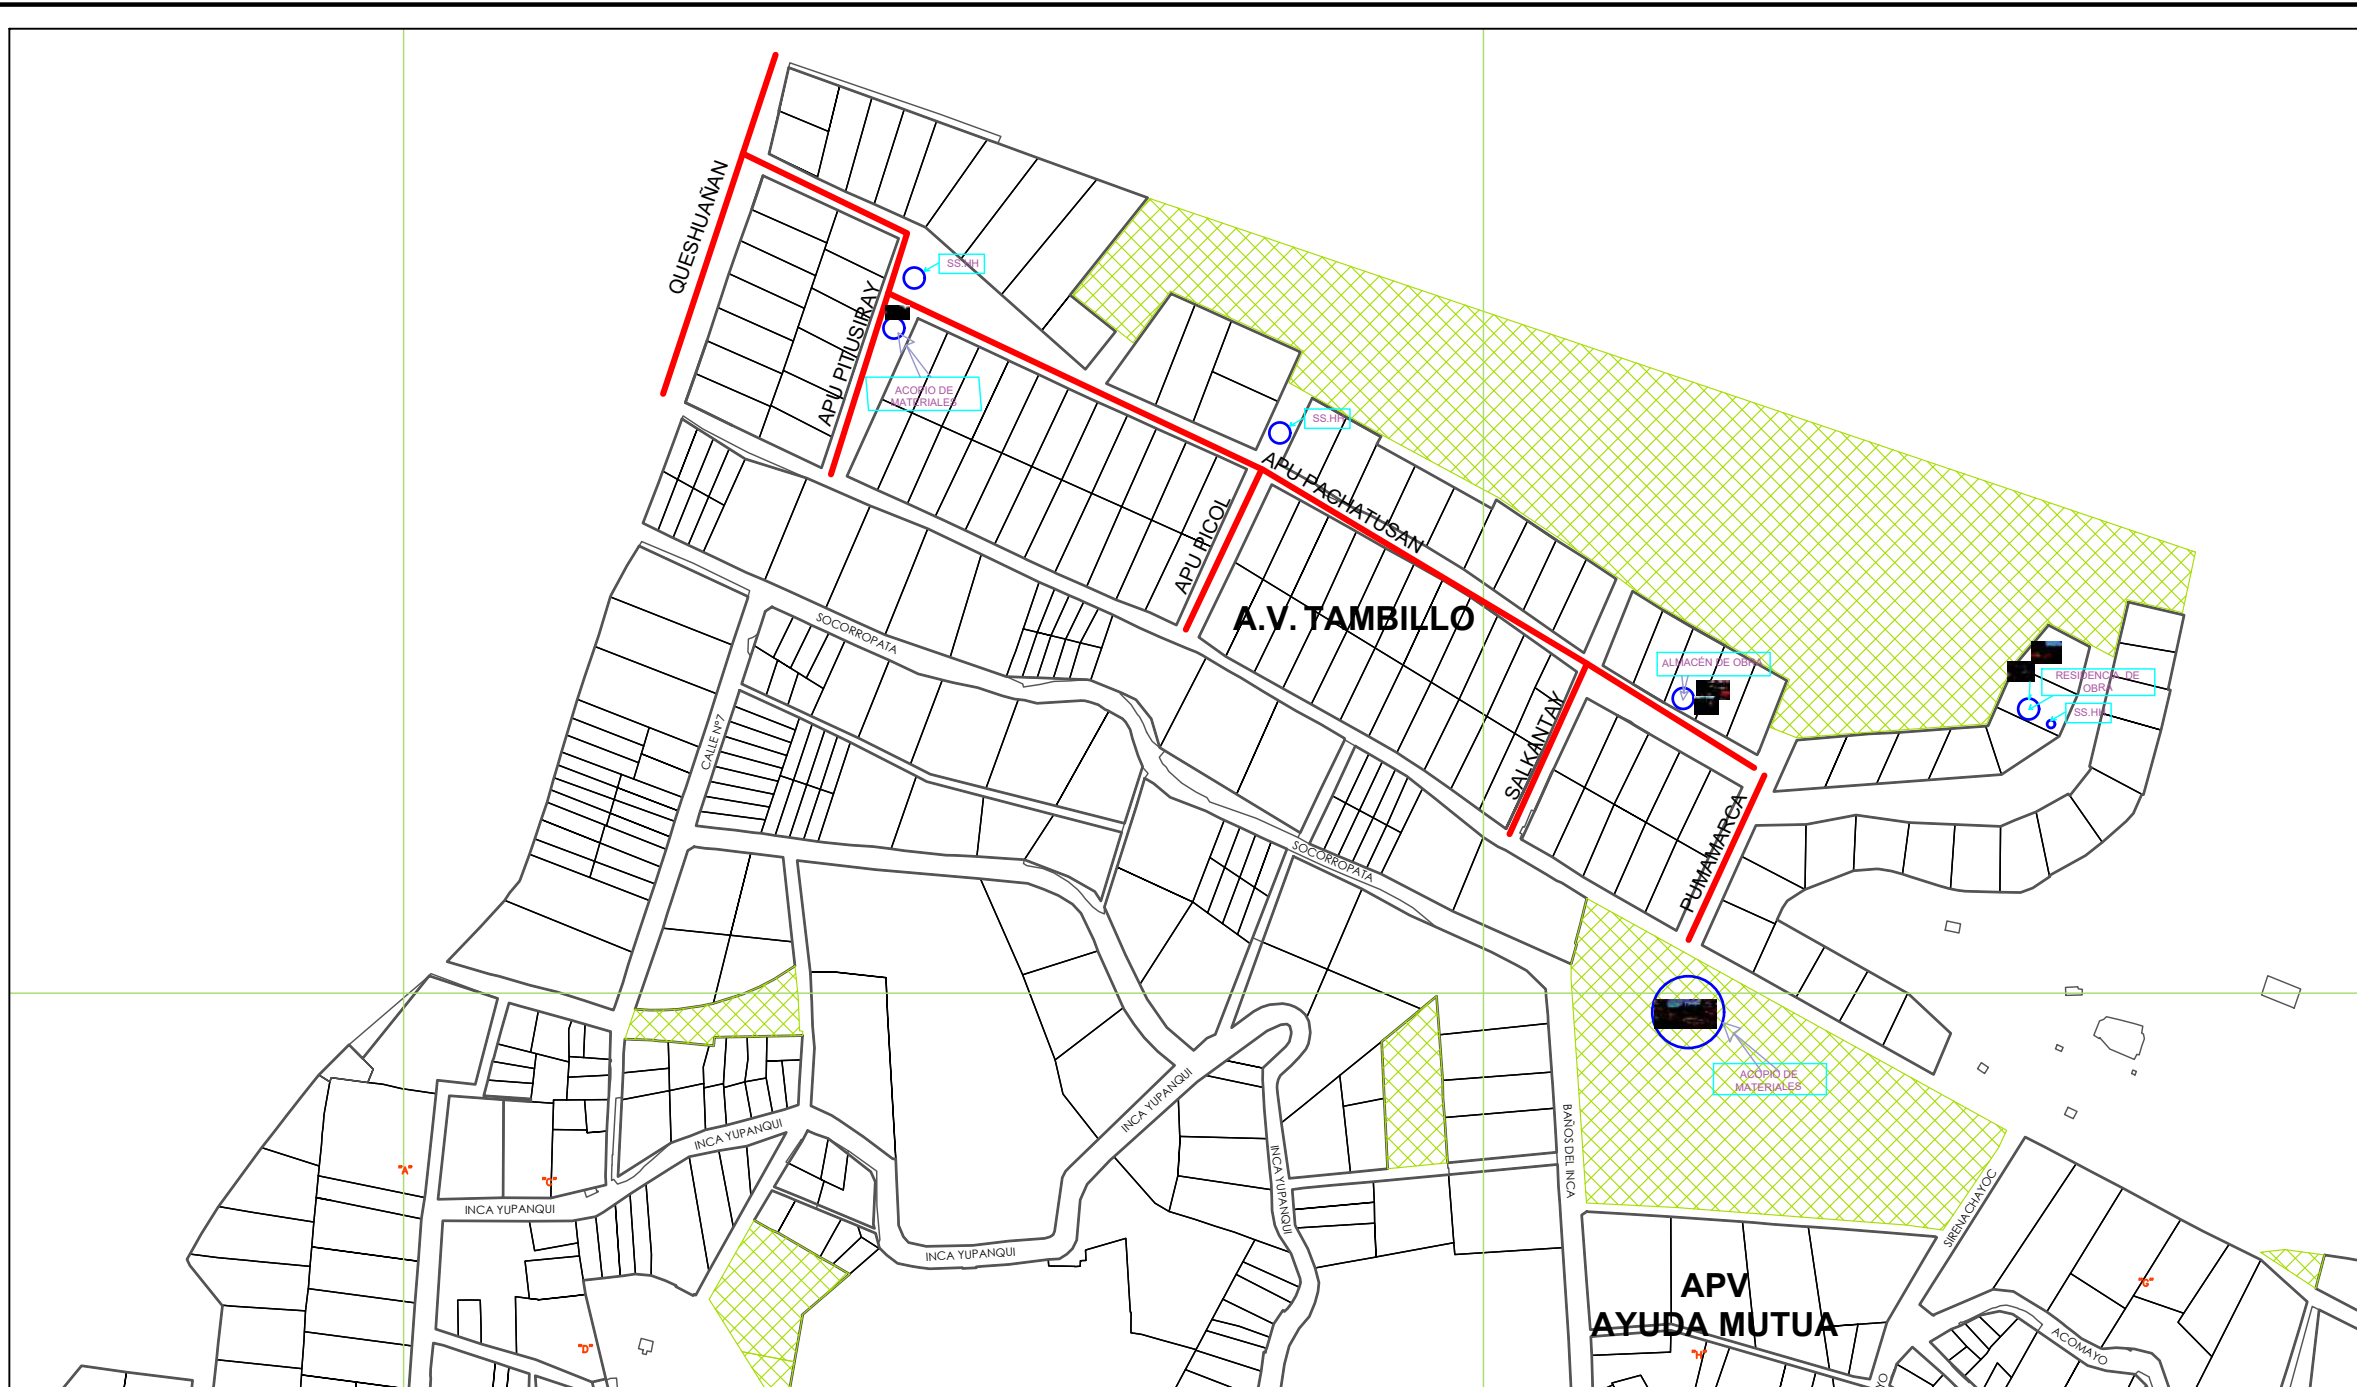 QUESHUAÑAN
SS.HH
APU PITUSIRAY
ACOPIO DE
MATERIALES
SS.HH
APU PACHATUSAN
APU PICOL
A.V. TAMBILLO
SOCORROPATA
ALMACÉN DE OBRA
RESIDENCIA DE
OBRA
SS.HH
CALLE Nº7
SALKANTAY
PUMAMARCA
SOCORROPATA
ACOPIO DE
MATERIALES
INCA YUPANQUI
INCA YUPANQUI
BAÑOS DEL INCA
"A"
"C"
INCA YUPANQUI
INCA YUPANQUI
INCA YUPANQUI
SIRENACHAYOC
APV
AYUDA MUTUA
"G"
"D"
"H"
ACOMAYO